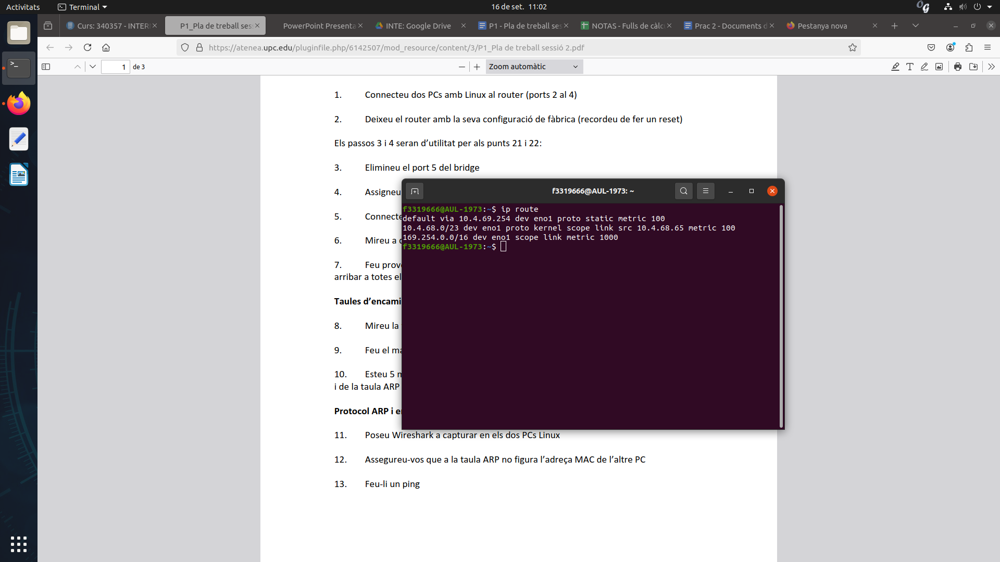 Activitats
Terminal
16 de set. 11:02
Curs: 340357 - INTER
P1_Pla de treball ses
PowerPoint Presenta
INTE: Google Drive
P1 - Pla de treball ses
NOTAS - Fulls de càlc
Prac 2 - Documents d
Pestanya nova
https://atenea.upc.edu/pluginfile.php/6142507/mod_resource/content/3/P1_Pla de treball sessió 2.pdf
1 de 3
Zoom automàtic
1. Connecteu dos PCs amb Linux al router (ports 2 al 4)
2. Deixeu el router amb la seva configuració de fàbrica (recordeu de fer un reset)
Els passos 3 i 4 seran d’utilitat per als punts 21 i 22:
3. Elimineu el port 5 del bridge
4. Assigneu
5. Connecte
6. Mireu a
7. Feu prov
arribar a totes el
Taules d’encami
8. Mireu la
9. Feu el ma
10. Esteu 5
i de la taula ARP
Protocol ARP i
11. Poseu Wireshark a capturar en els dos PCs Linux
12. Assegureu-vos que a la taula ARP no figura l’adreça MAC de l’altre PC
13. Feu-li un ping
f3319666@AUL-1973: ~
f3319666@AUL-1973:~$ ip route
default via 10.4.69.254 dev eno1 proto static metric 100
10.4.68.0/23 dev eno1 proto kernel scope link src 10.4.68.65 metric 100
169.254.0.0/16 dev eno1 scope link metric 1000
f3319666@AUL-1973:~$